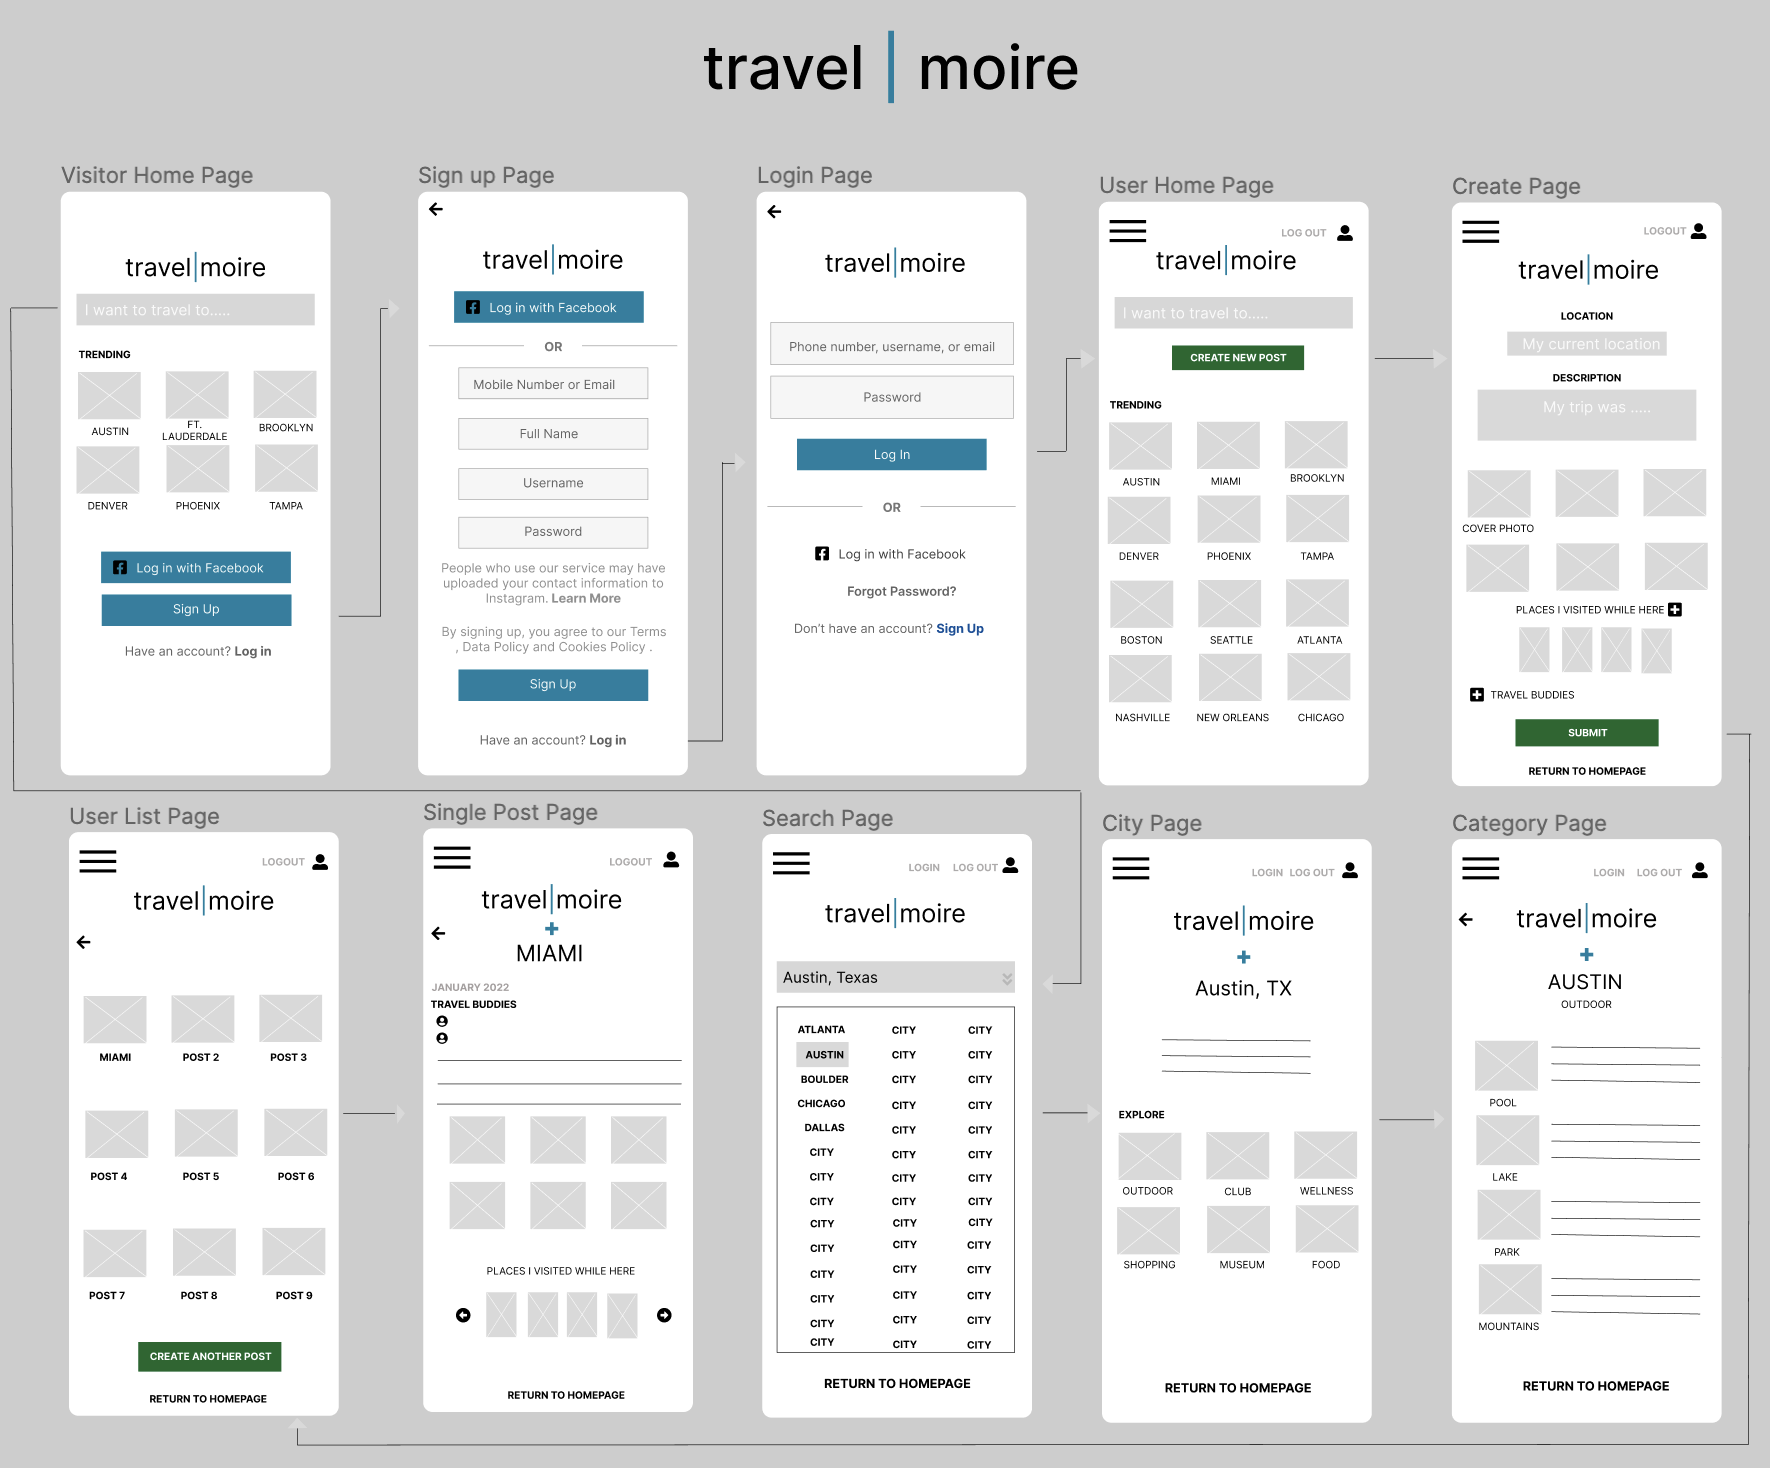 travel | moire
Visitor Home Page
travel|moire
I want to travel to.....
TRENDING
AUSTIN
FT.
LAUDERDALE
BROOKLYN
DENVER
PHOENIX
TAMPA
Log in with Facebook
Sign Up
Have an account? Log in
Sign up Page
travel|moire
Log in with Facebook
OR
Mobile Number or Email
Full Name
Username
Password
People who use our service may have
uploaded your contact information to
Instagram. Learn More
By signing up, you agree to our Terms
, Data Policy and Cookies Policy .
Sign Up
Have an account? Log in
Login Page
travel|moire
Phone number, username, or email
Password
Log In
OR
Log in with Facebook
Forgot Password?
Don't have an account? Sign Up
User Home Page
LOG OUT
travel|moire
I want to travel to.....
CREATE NEW POST
TRENDING
AUSTIN
MIAMI
BROOKLYN
DENVER
PHOENIX
TAMPA
BOSTON
SEATTLE
ATLANTA
NASHVILLE
NEW ORLEANS
CHICAGO
Create Page
LOGOUT
travel|moire
LOCATION
My current location
DESCRIPTION
My trip was .....
COVER PHOTO
PLACES I VISITED WHILE HERE
TRAVEL BUDDIES
SUBMIT
RETURN TO HOMEPAGE
User List Page
LOGOUT
travel|moire
MIAMI
POST 2
POST 3
POST 4
POST 5
POST 6
POST 7
POST 8
POST 9
CREATE ANOTHER POST
RETURN TO HOMEPAGE
Single Post Page
LOGOUT
travel|moire
MIAMI
JANUARY 2022
TRAVEL BUDDIES
PLACES I VISITED WHILE HERE
RETURN TO HOMEPAGE
Search Page
LOGIN LOG OUT
travel|moire
Austin, Texas
ATLANTA CITY CITY
AUSTIN CITY CITY
BOULDER CITY CITY
CHICAGO CITY CITY
DALLAS CITY CITY
CITY CITY CITY
CITY CITY CITY
CITY CITY CITY
CITY CITY CITY
CITY CITY CITY
CITY CITY CITY
CITY CITY CITY
CITY CITY CITY
CITY CITY CITY
RETURN TO HOMEPAGE
City Page
LOGIN LOG OUT
travel|moire
Austin, TX
EXPLORE
OUTDOOR
CLUB
WELLNESS
SHOPPING
MUSEUM
FOOD
RETURN TO HOMEPAGE
Category Page
LOGIN LOG OUT
travel|moire
AUSTIN
OUTDOOR
POOL
LAKE
PARK
MOUNTAINS
RETURN TO HOMEPAGE